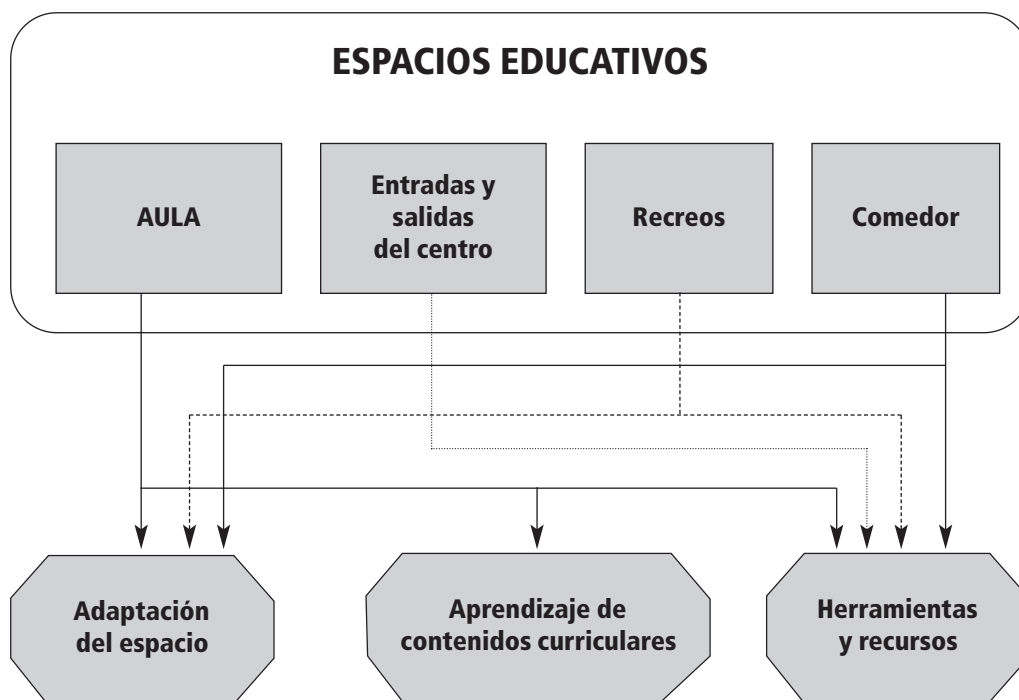 ESPACIOS EDUCATIVOS
AULA
Entradas y
salidas
del centro
Recreos
Comedor
Adaptación
del espacio
Aprendizaje de
contenidos curriculares
Herramientas
y recursos